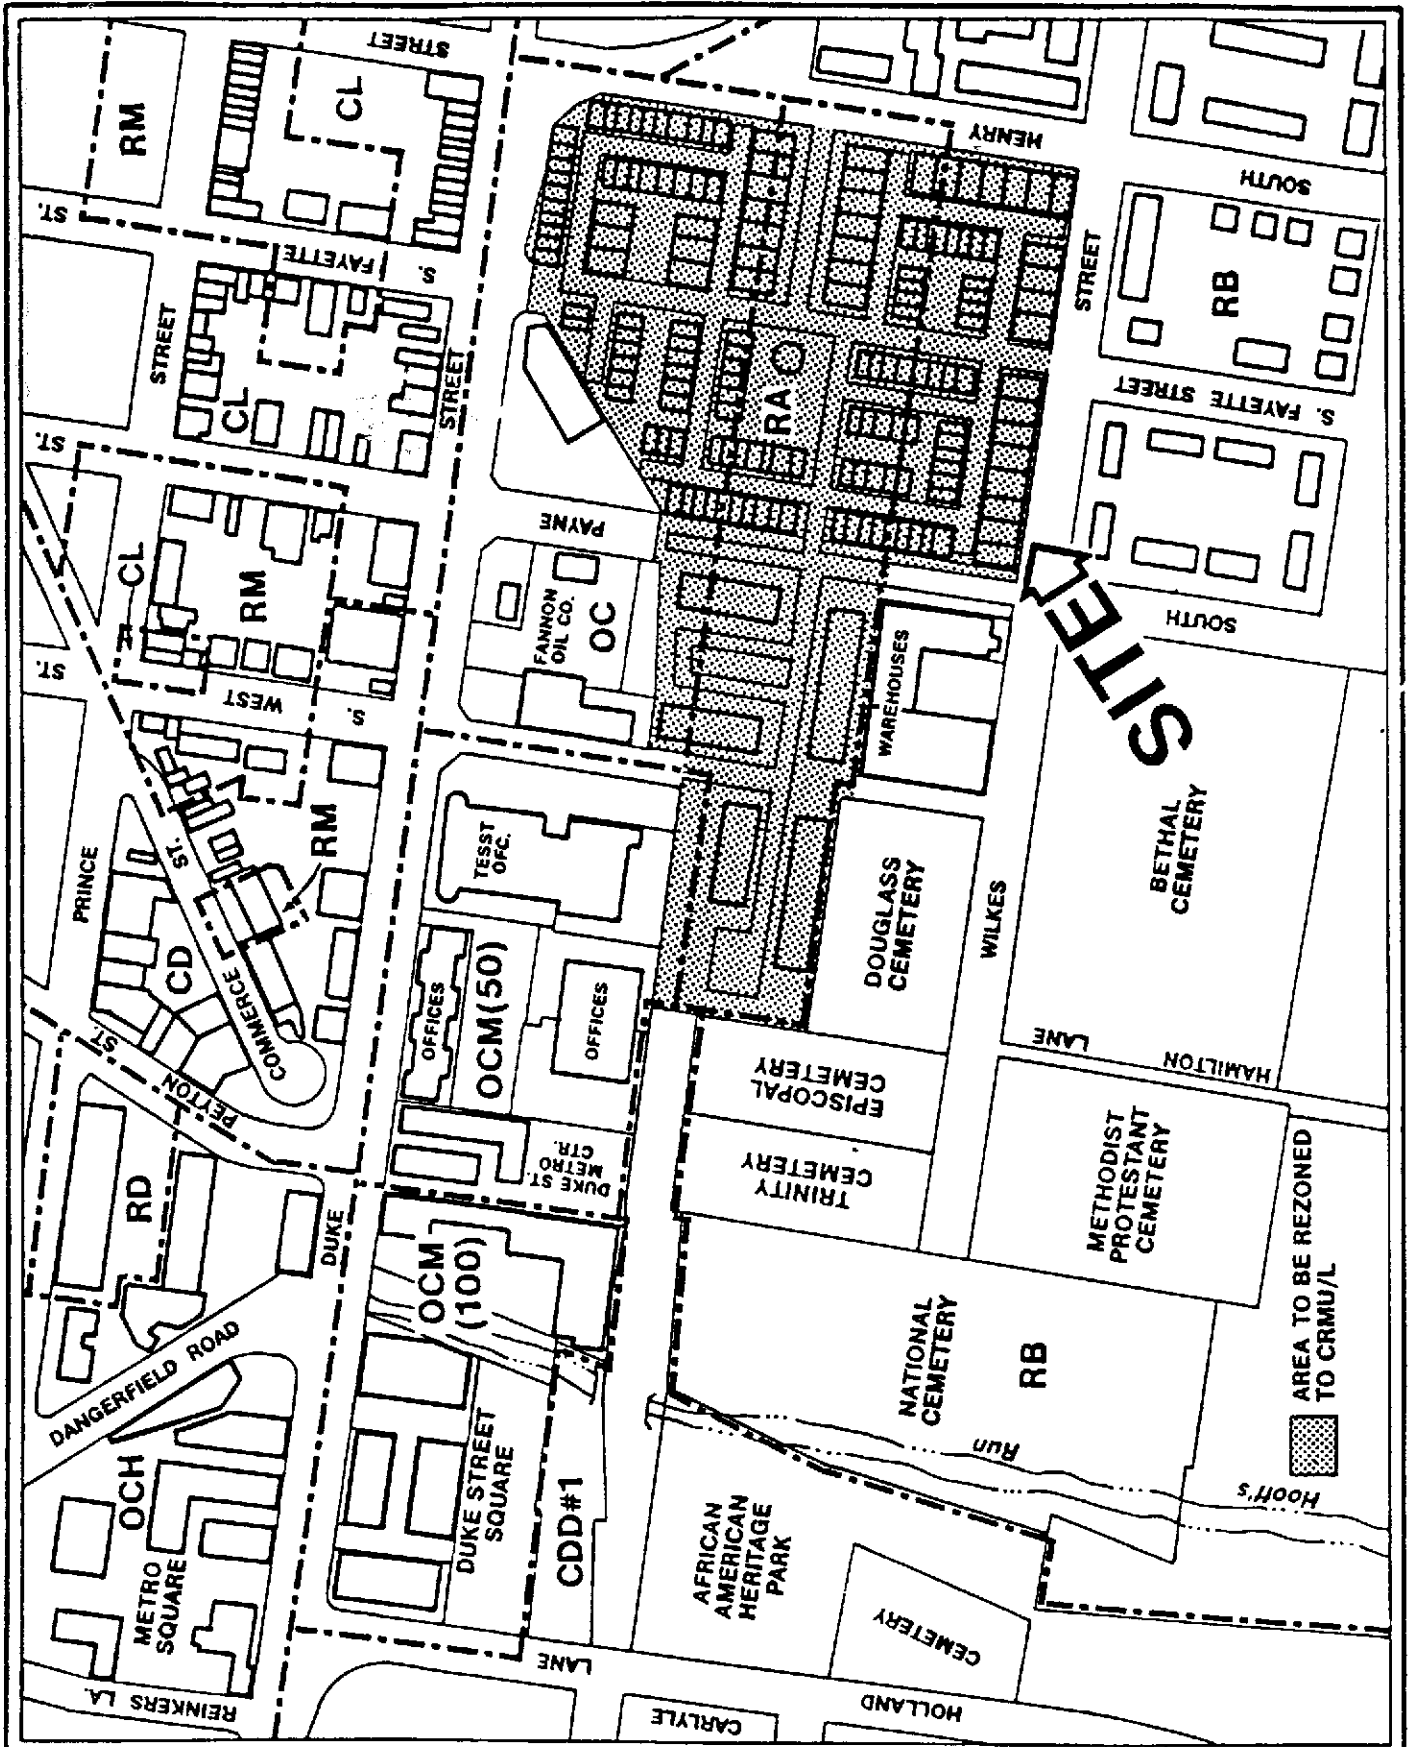 REINKERS LA.
METRO
SQUARE
OCH
DANGERFIELD ROAD
RD
PEYTON
ST.
PRINCE
CD
COMMERCE
ST.
RM
S.
WEST
ST.
CL
RM
ST.
STREET
CL
S.
FAYETTE
ST.
RM
CL
STREET
DUKE
STREET
LANE
DUKE STREET
SQUARE
CDD#1
OCM
(100)
DUKE ST.
METRO
CTR.
OFFICES
OCM(50)
OFFICES
TESST
OFC.
FANNON
OIL CO.
OC
PAYNE
RA
HENRY
SOUTH
CARLYLE
HOLLAND
AFRICAN
AMERICAN
HERITAGE
PARK
CEMETERY
NATIONAL
CEMETERY
RB
Hooff's
Run
TRINITY
CEMETERY
EPISCOPAL
CEMETERY
DOUGLASS
CEMETERY
WAREHOUSES
WILKES
STREET
METHODIST
PROTESTANT
CEMETERY
HAMILTON
LANE
BETHAL
CEMETERY
SITE
SOUTH
S. FAYETTE STREET
RB
AREA TO BE REZONED
TO CRMU/L